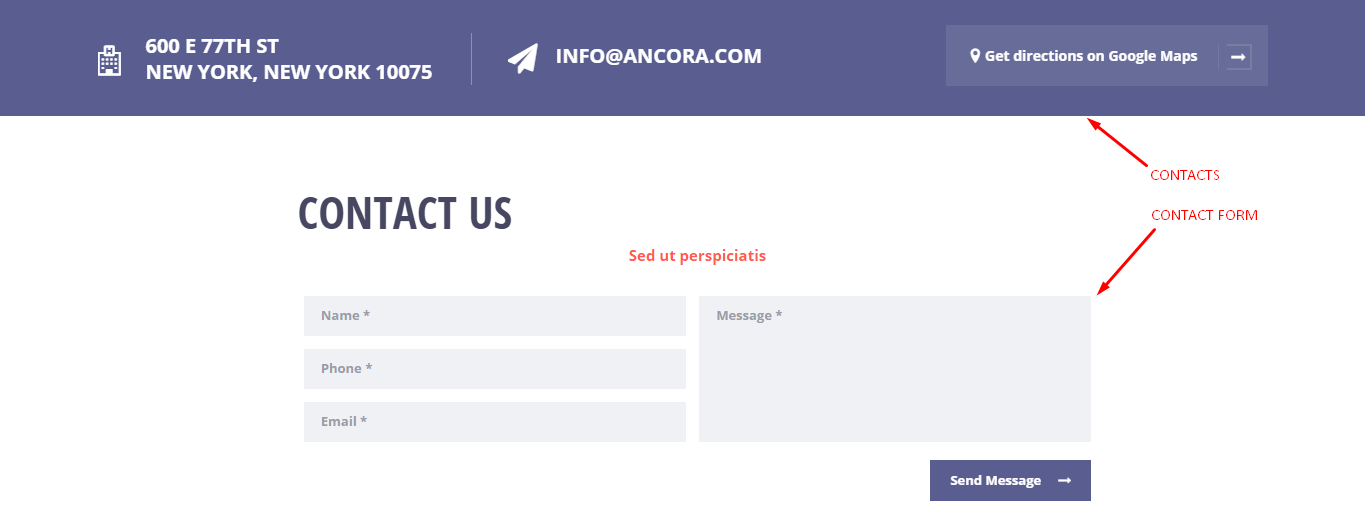 600 E 77TH ST
NEW YORK, NEW YORK 10075
INFO@ANCORA.COM
Get directions on Google Maps
CONTACTS
CONTACT FORM
CONTACT US
Sed ut perspiciatis
Name *
Phone *
Email *
Message *
Send Message